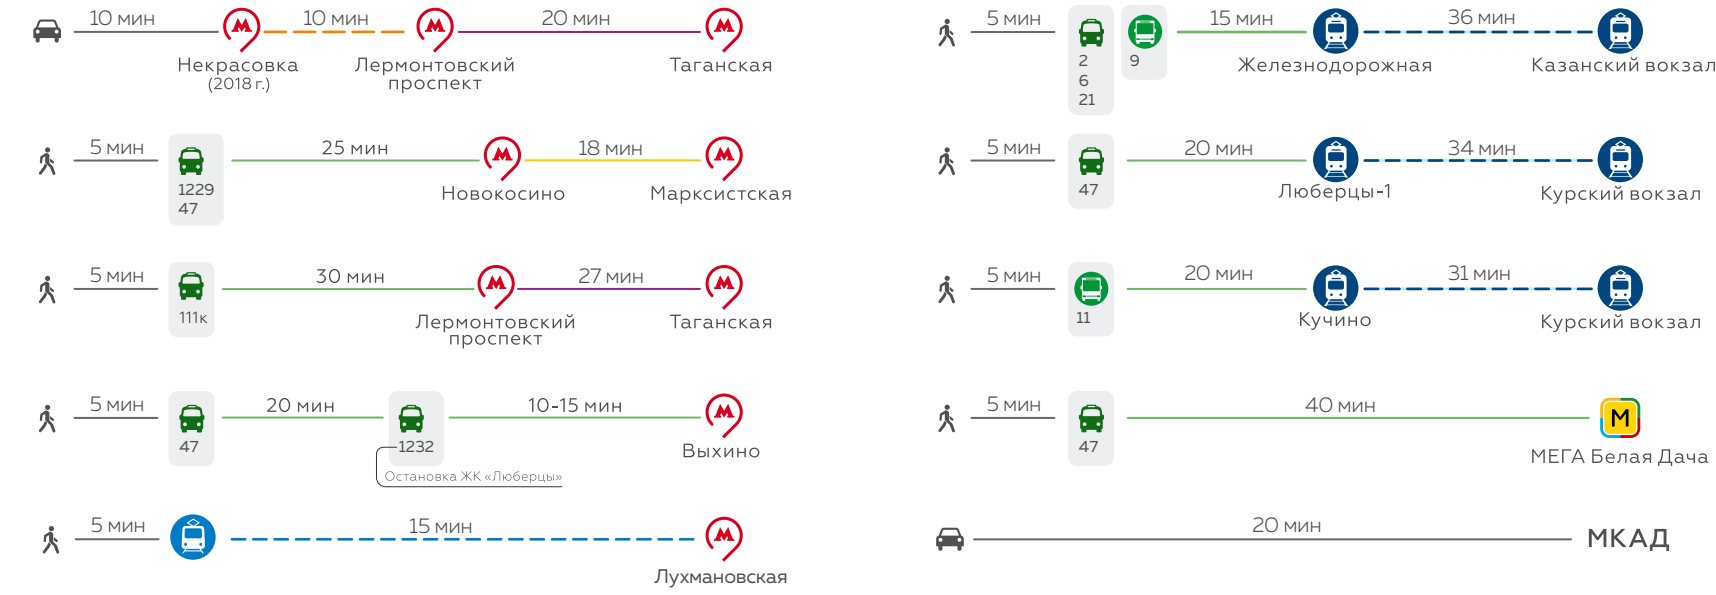 10 мин 10 мин 20 мин
Некрасовка Лермонтовский Таганская
(2018 г.) проспект
5 мин 25 мин 18 мин
1229
47
Новокосино Марксистская
5 мин 30 мин 27 мин
111к
Лермонтовский Таганская
проспект
5 мин 20 мин 10-15 мин
47 1232
Выхино
Остановка ЖК «Люберцы»
5 мин 15 мин
Лухмановская
5 мин 15 мин 36 мин
2 9
6
21
Железнодорожная Казанский вокзал
5 мин 20 мин 34 мин
47
Люберцы-1 Курский вокзал
5 мин 20 мин 31 мин
11
Кучино Курский вокзал
5 мин 40 мин
М
47
МЕГА Белая Дача
20 мин
МКАД